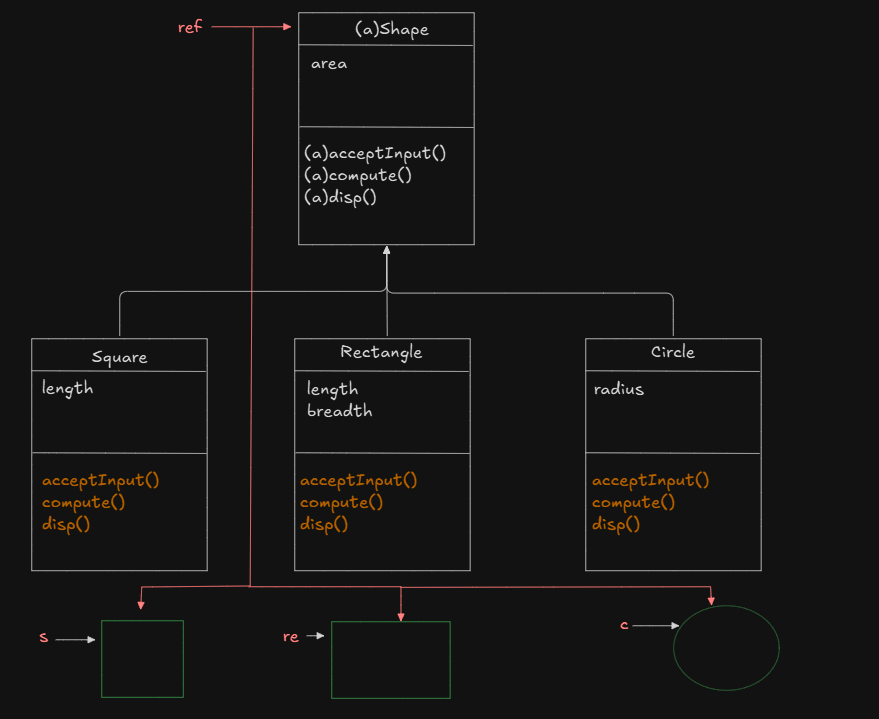 ref
(a)Shape
area
(a)acceptInput()
(a)compute()
(a)disp()
Square
length
acceptInput()
compute()
disp()
Rectangle
length
breadth
acceptInput()
compute()
disp()
Circle
radius
acceptInput()
compute()
disp()
s
re
c